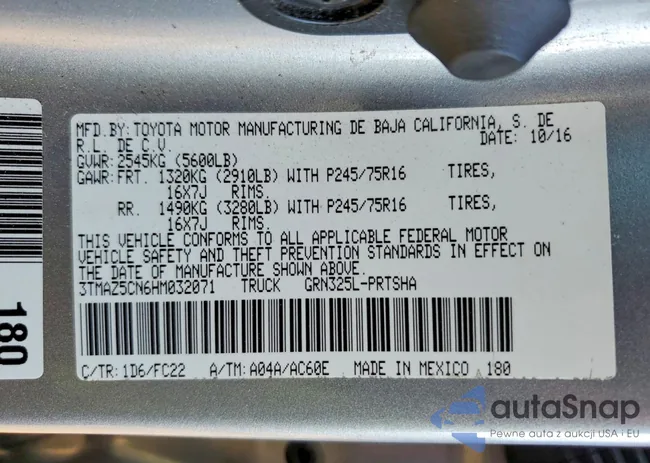 MFD.BY: TOYOTA MOTOR MANUFACTURING DE BAJA CALIFORNIA, S. DE
R.L. DE C.V. DATE: 10/16
GVWR: 2545KG (5600LB)
GAWR: FRT. 1320KG (2910LB) WITH P245/75R16 TIRES,
16X7J RIMS.
RR. 1490KG (3280LB) WITH P245/75R16 TIRES,
16X7J RIMS.
THIS VEHICLE CONFORMS TO ALL APPLICABLE FEDERAL MOTOR
VEHICLE SAFETY AND THEFT PREVENTION STANDARDS IN EFFECT ON
THE DATE OF MANUFACTURE SHOWN ABOVE.
3TMAZ5CN6HM032071 TRUCK GRN325L-PRTSHA
C/TR: 1D6/FC22 A/TM: A04A/AC60E MADE IN MEXICO 180
180
autaSnap
Pewne auta z aukcji USA i EU